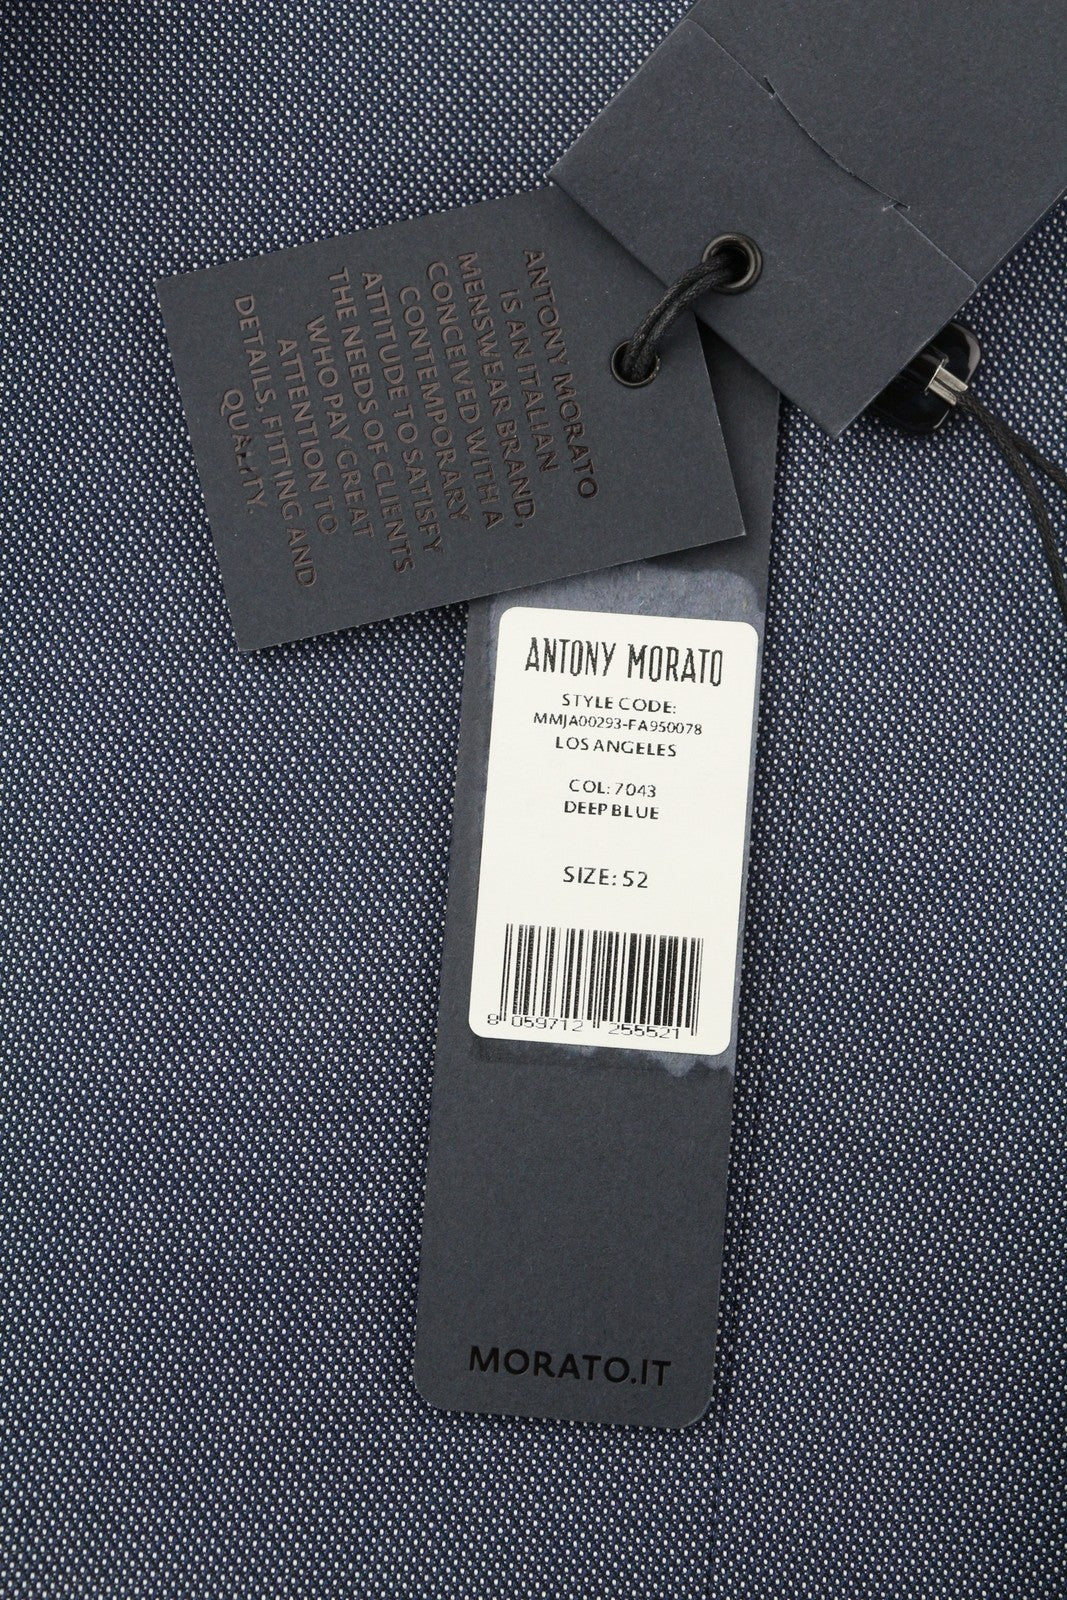 ANTONY MORATO
IS AN ITALIAN
MENSWEAR BRAND,
CONCEIVED WITH A
CONTEMPORARY
ATTITUDE TO SATISFY
THE NEEDS OF CLIENTS
WHO PAY GREAT
ATTENTION TO
DETAILS, FITTING AND
QUALITY.
ANTONY MORATO
STYLE CODE:
MMJA00293-FA950078
LOS ANGELES
COL: 7043
DEEP BLUE
SIZE: 52
8 059712 255521
MORATO.IT